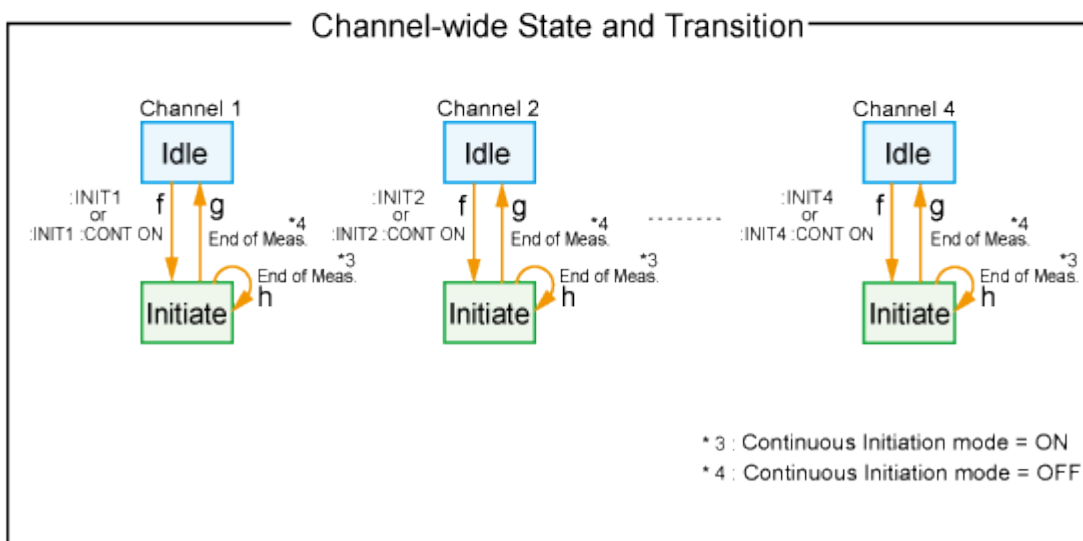 Channel-wide State and Transition
Channel 1
Idle
:INIT1
or
:INIT1 :CONT ON
f
g
*4
End of Meas.
*3
End of Meas.
h
Initiate
Channel 2
Idle
:INIT2
or
:INIT2 :CONT ON
f
g
*4
End of Meas.
*3
End of Meas.
h
Initiate
Channel 4
Idle
:INIT4
or
:INIT4 :CONT ON
f
g
*4
End of Meas.
*3
End of Meas.
h
Initiate
* 3 : Continuous Initiation mode = ON
* 4 : Continuous Initiation mode = OFF